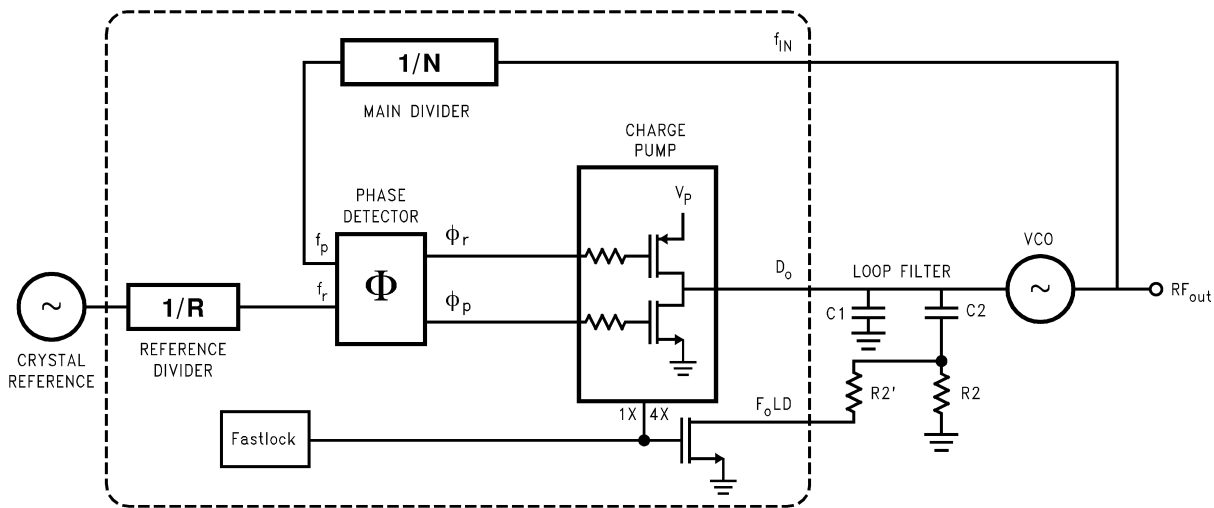 f_IN
1/N
MAIN DIVIDER
CHARGE
PUMP
V_P
PHASE
DETECTOR
f_p
ϕ_r
VCO
D_o
LOOP FILTER
Φ
~
~
f_r
RF_out
1/R
ϕ_p
C1
C2
REFERENCE
DIVIDER
CRYSTAL
REFERENCE
R2'
R2
1X
4X
F_oLD
Fastlock